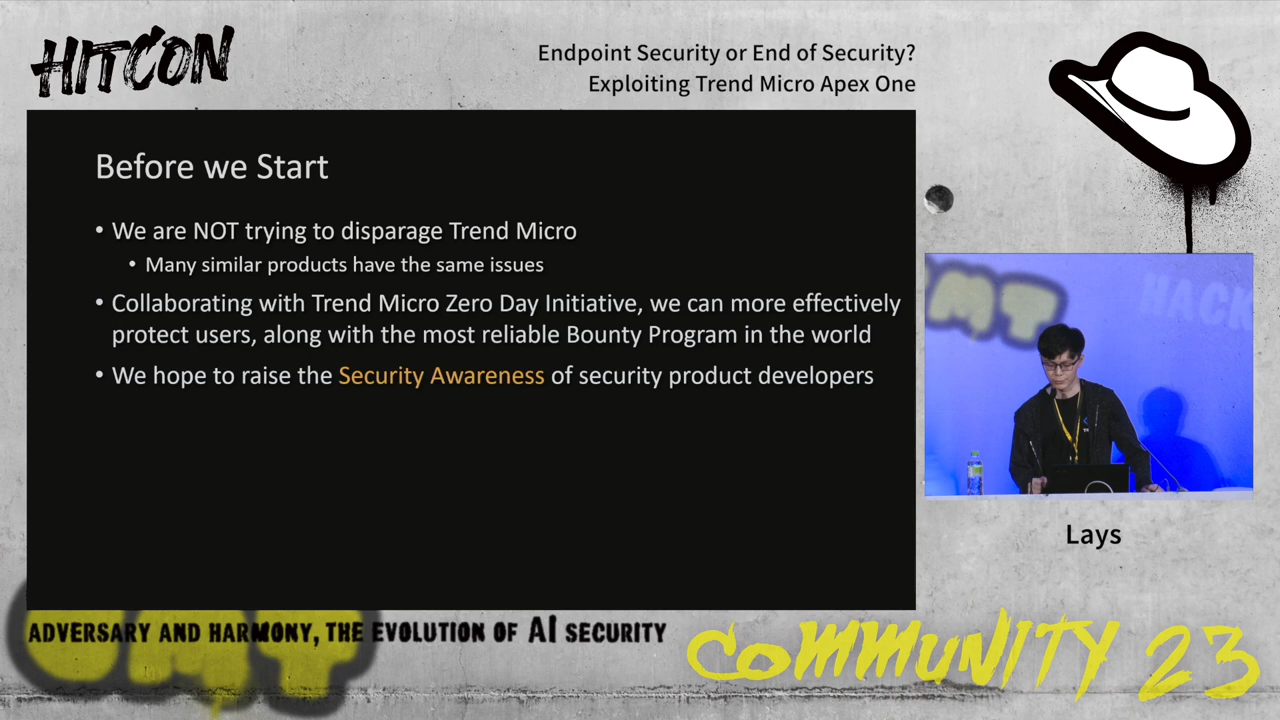 HITCON
Endpoint Security or End of Security?
Exploiting Trend Micro Apex One
Before we Start
• We are NOT trying to disparage Trend Micro
• Many similar products have the same issues
• Collaborating with Trend Micro Zero Day Initiative, we can more effectively
protect users, along with the most reliable Bounty Program in the world
• We hope to raise the Security Awareness of security product developers
HACK
Lays
ADVERSARY AND HARMONY, THE EVOLUTION OF AI SECURITY
COMMUNITY 23